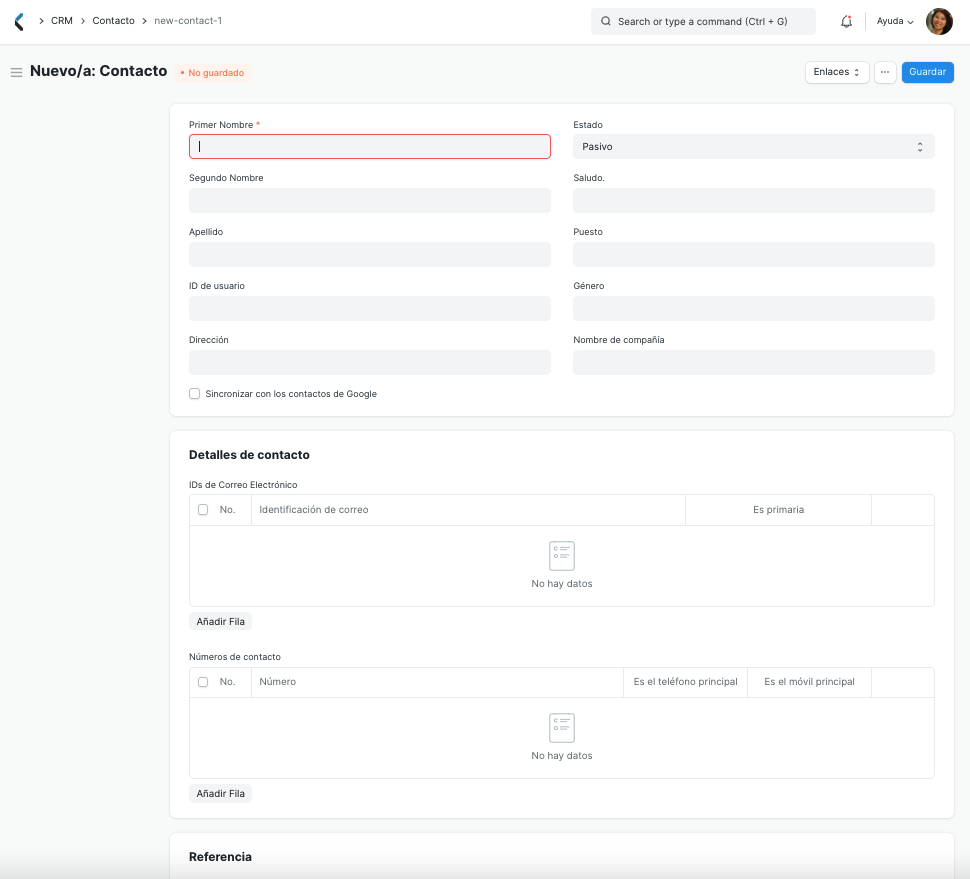 CRM Contacto new-contact-1
Search or type a command (Ctrl + G)
Ayuda
Nuevo/a: Contacto
• No guardado
Enlaces
...
Guardar
Primer Nombre *
Estado
Pasivo
Segundo Nombre
Saludo.
Apellido
Puesto
ID de usuario
Género
Dirección
Nombre de compañía
Sincronizar con los contactos de Google
Detalles de contacto
IDs de Correo Electrónico
No. Identificación de correo Es primaria
No hay datos
Añadir Fila
Números de contacto
No. Número Es el teléfono principal Es el móvil principal
No hay datos
Añadir Fila
Referencia